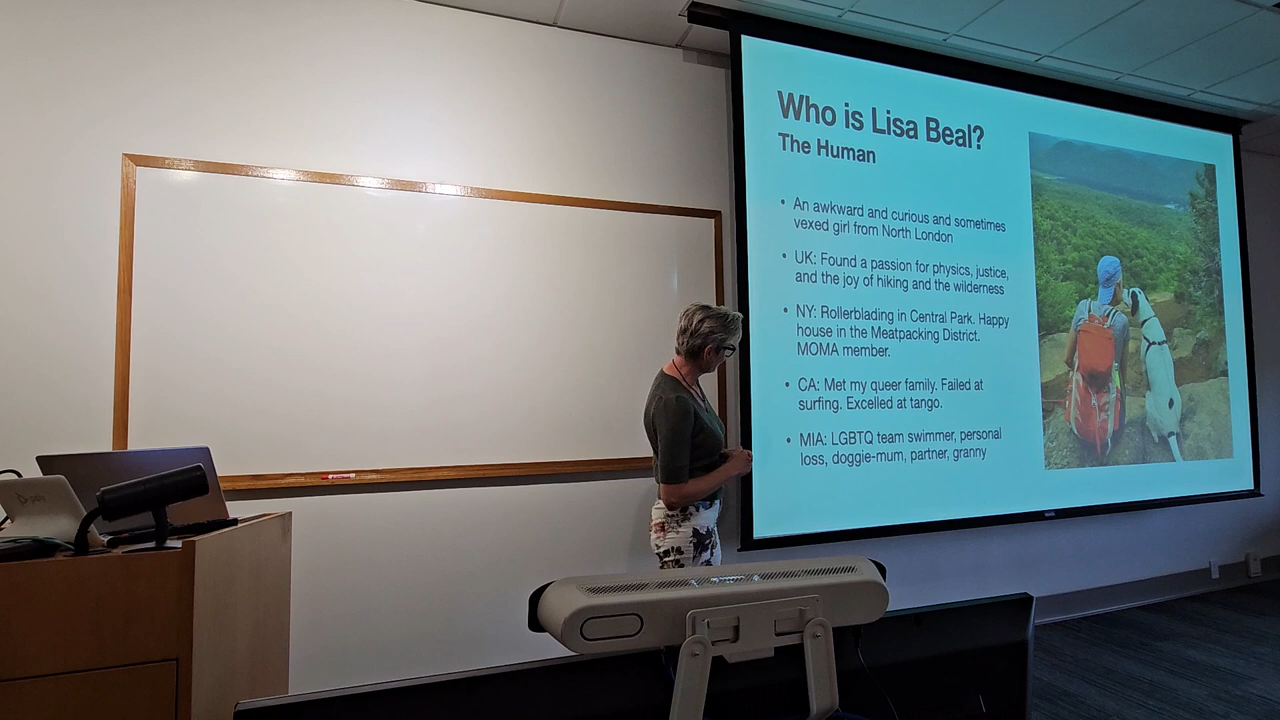 Who is Lisa Beal?
The Human
• An awkward and curious and sometimes
vexed girl from North London
• UK: Found a passion for physics, justice,
and the joy of hiking and the wilderness
• NY: Rollerblading in Central Park. Happy
house in the Meatpacking District.
MOMA member.
• CA: Met my queer family. Failed at
surfing. Excelled at tango.
• MIA: LGBTQ team swimmer, personal
loss, doggie-mum, partner, granny
poly